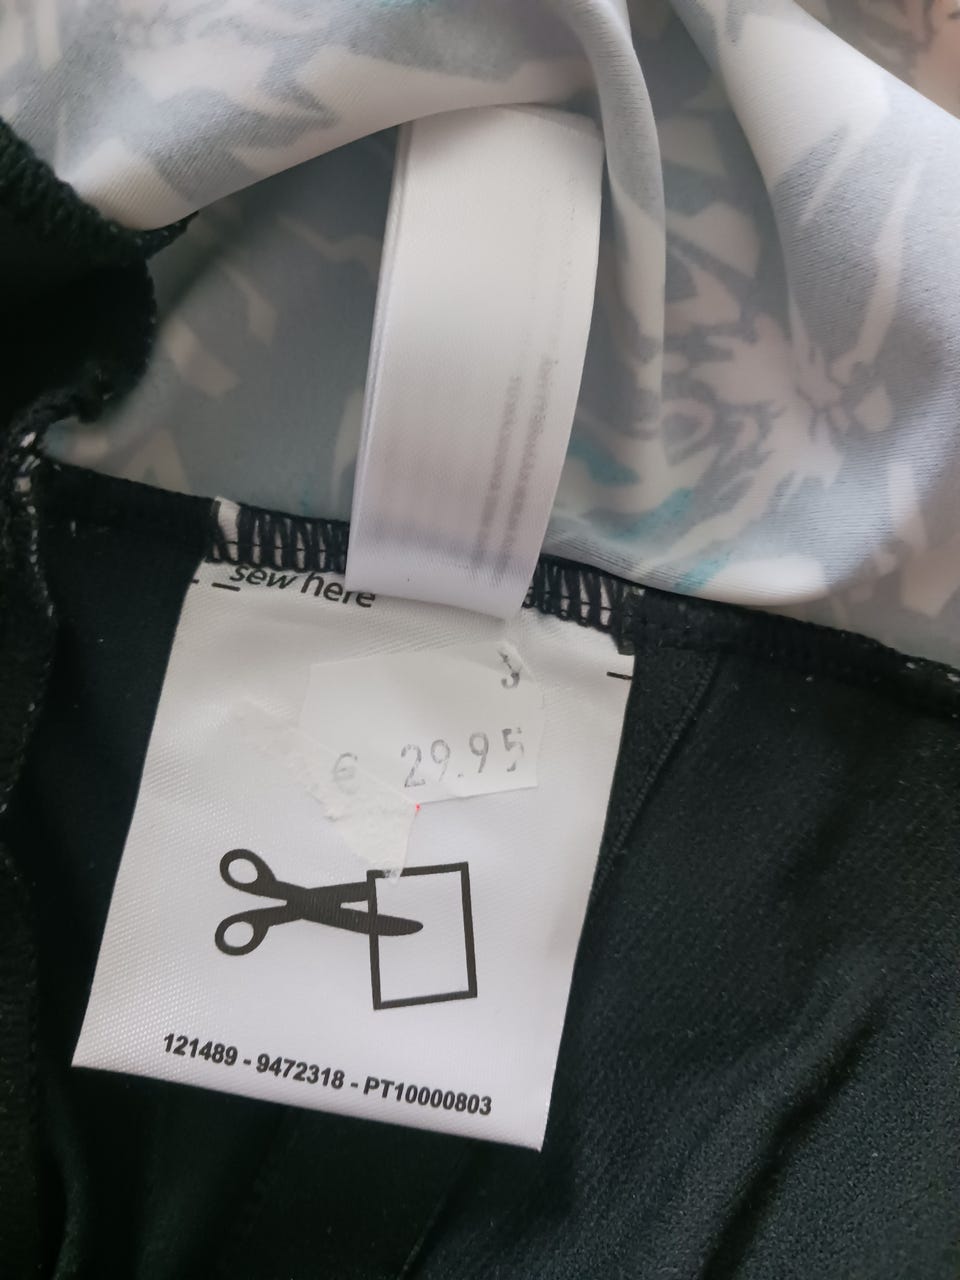 sew here
€ 29.95
121489 - 9472318 - PT10000803